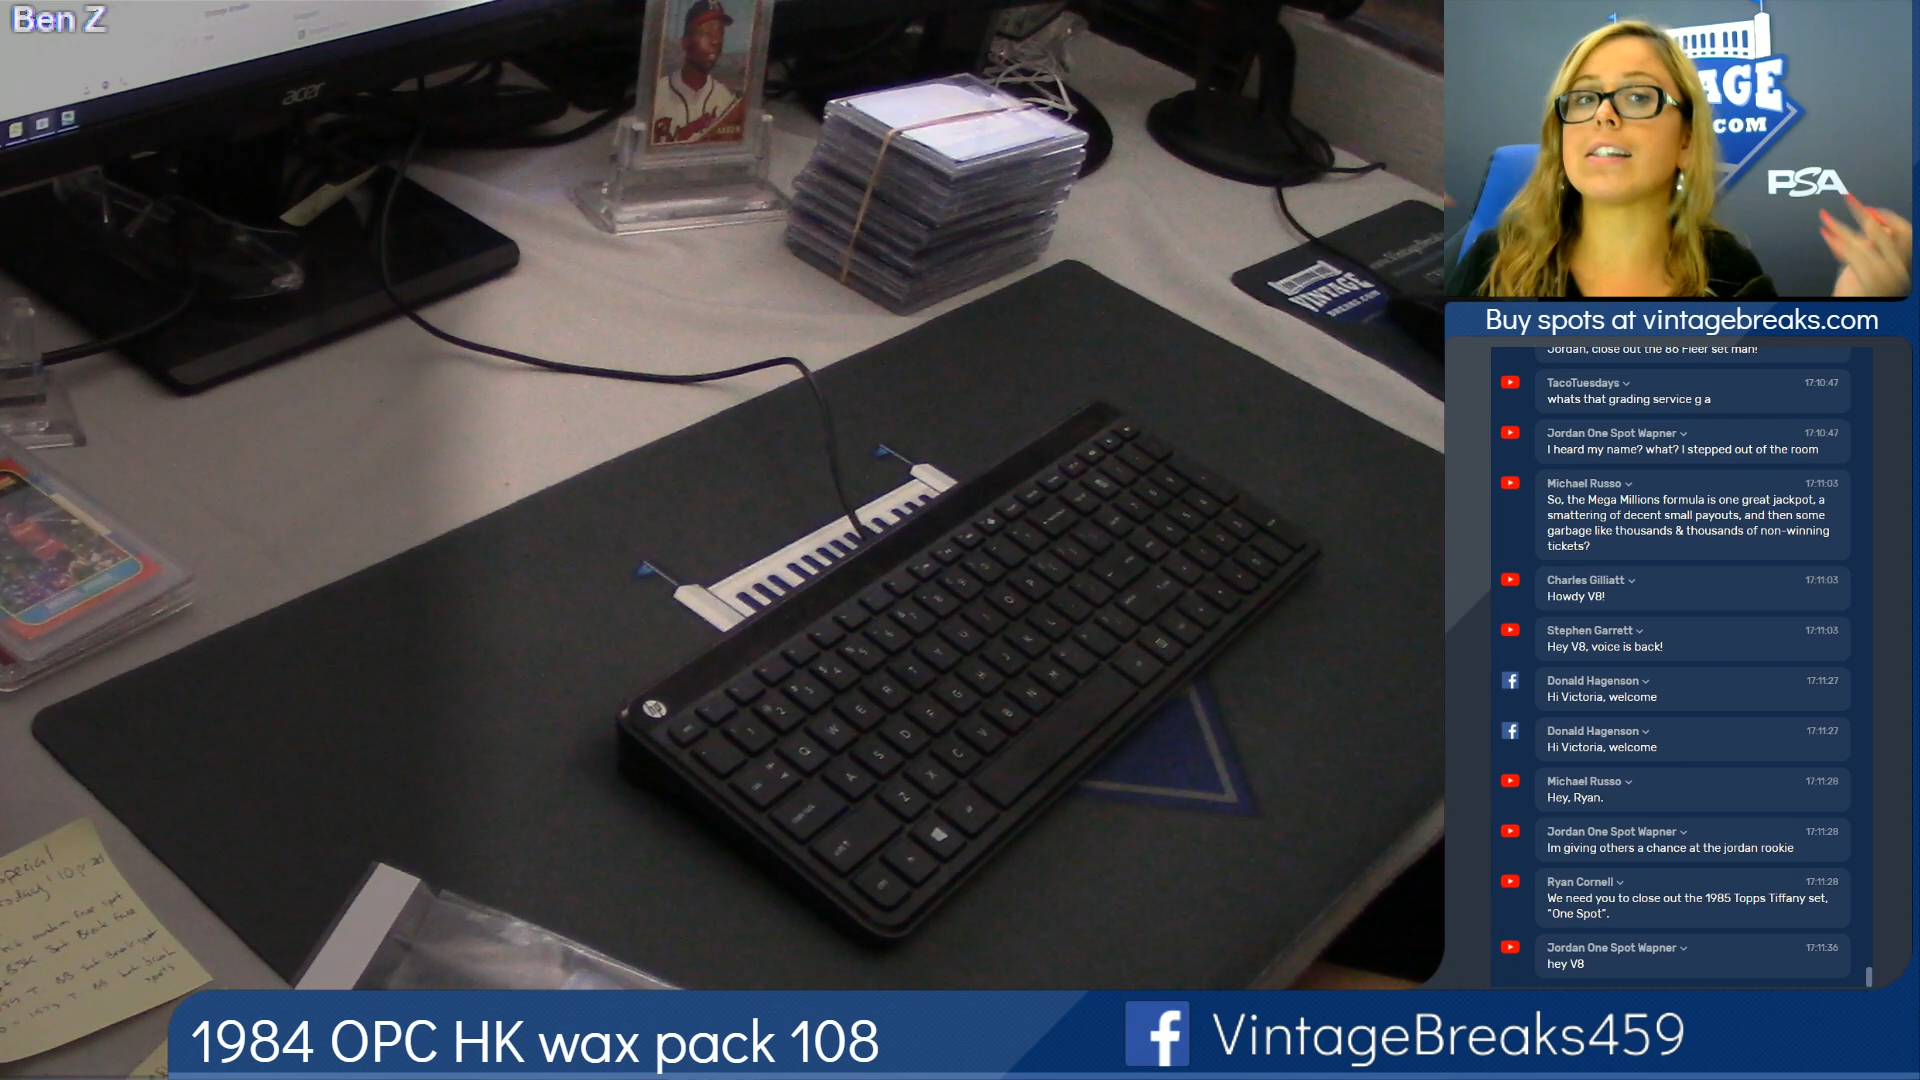 Ben Z
acer
AARON
VINTAGE
BREAKS.COM
hp
special
AGE
.COM
PSA
Buy spots at vintagebreaks.com
Jordan, close out the 86 Fleer set man!
TacoTuesdays 17:10:47
whats that grading service g a
Jordan One Spot Wapner 17:10:47
I heard my name? what? I stepped out of the room
Michael Russo 17:11:03
So, the Mega Millions formula is one great jackpot, a
smattering of decent small payouts, and then some
garbage like thousands & thousands of non-winning
tickets?
Charles Gilliatt 17:11:03
Howdy V8!
Stephen Garrett 17:11:03
Hey V8, voice is back!
Donald Hagenson 17:11:27
Hi Victoria, welcome
Donald Hagenson 17:11:27
Hi Victoria, welcome
Michael Russo 17:11:28
Hey, Ryan.
Jordan One Spot Wapner 17:11:28
Im giving others a chance at the jordan rookie
Ryan Cornell 17:11:28
We need you to close out the 1985 Topps Tiffany set,
"One Spot".
Jordan One Spot Wapner 17:11:36
hey V8
1984 OPC HK wax pack 108
VintageBreaks459